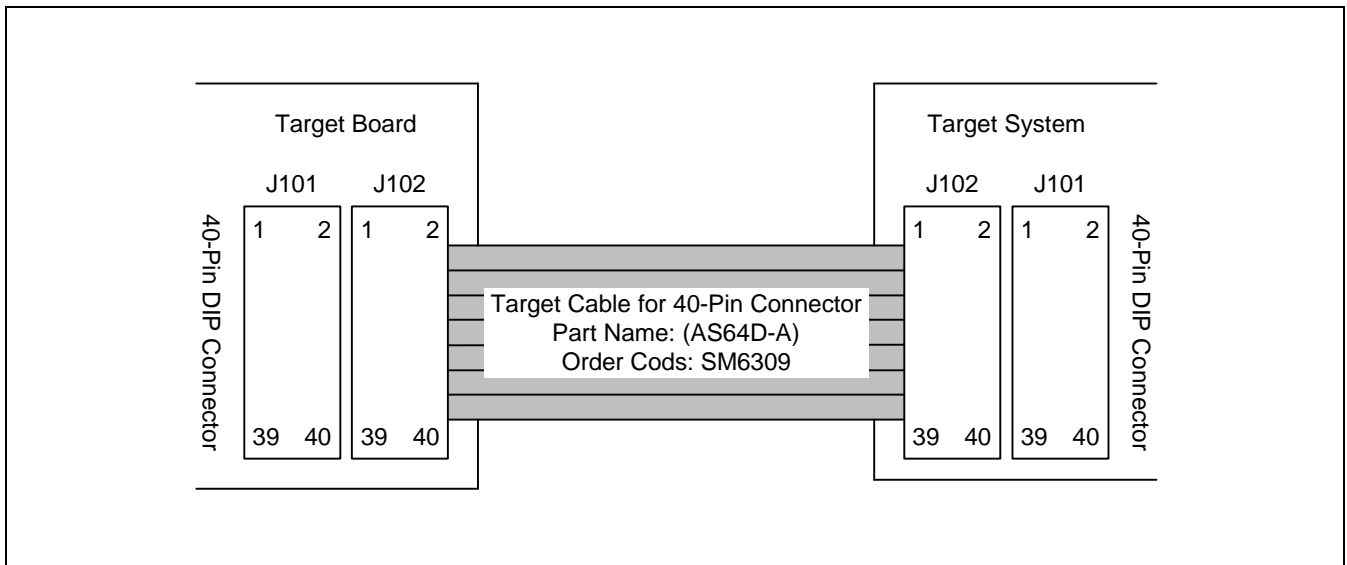 Target Board
J101 J102
1 2 1 2
39 40 39 40
40-Pin DIP Connector
Target Cable for 40-Pin Connector
Part Name: (AS64D-A)
Order Cods: SM6309
Target System
J102 J101
1 2 1 2
39 40 39 40
40-Pin DIP Connector